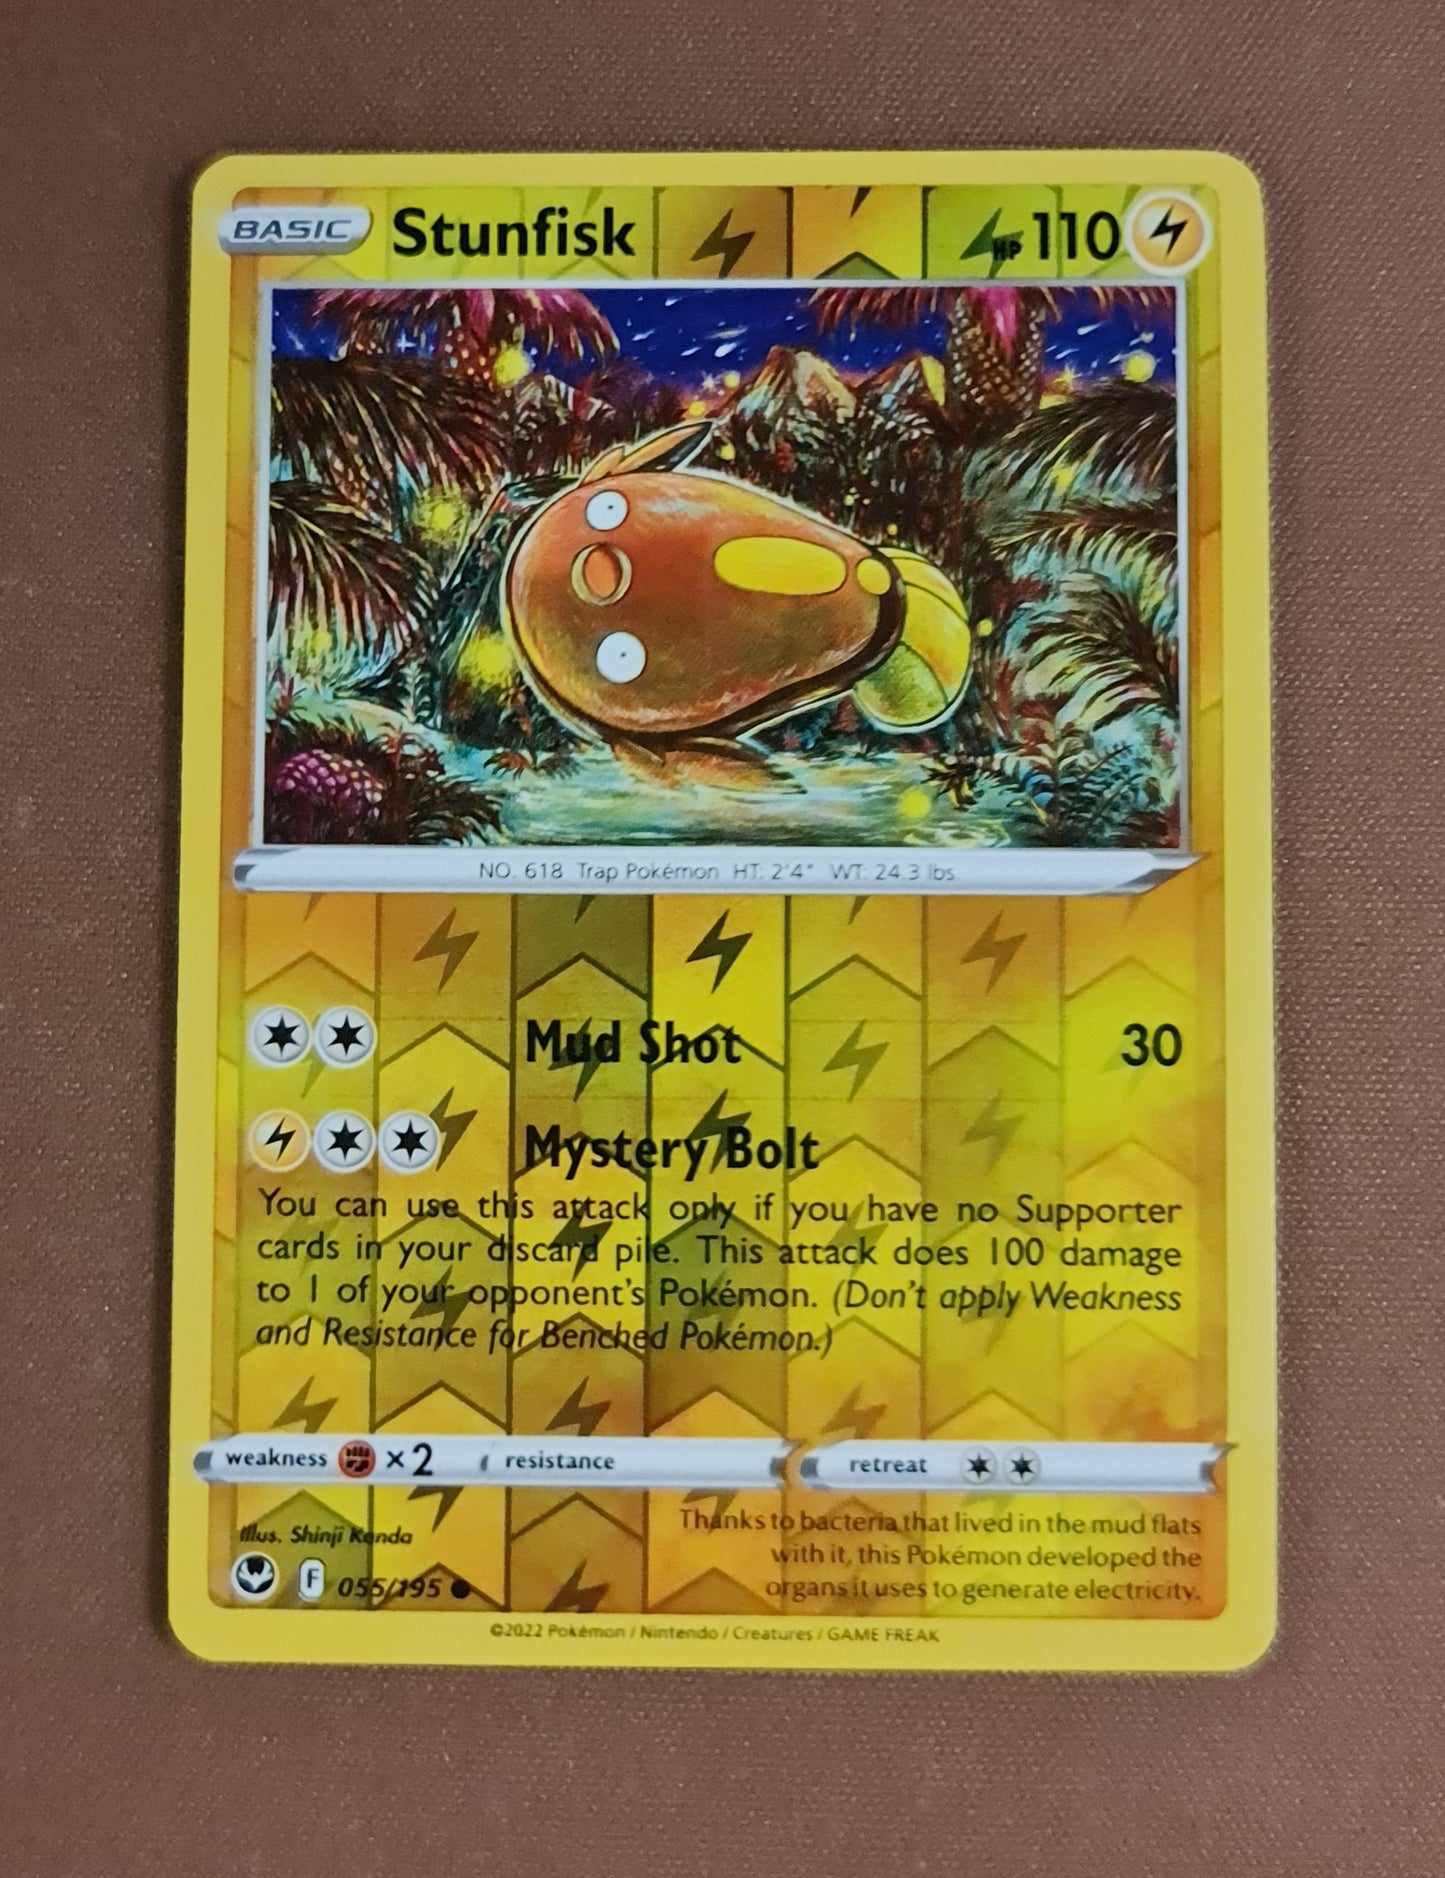 BASIC Stunfisk HP 110
NO. 618 Trap Pokémon HT: 2'4" WT: 24.3 lbs.
Mud Shot 30
Mystery Bolt
You can use this attack only if you have no Supporter
cards in your discard pile. This attack does 100 damage
to 1 of your opponent's Pokémon. (Don't apply Weakness
and Resistance for Benched Pokémon.)
weakness ×2 resistance retreat
Illus. Shinji Kanda
Thanks to bacteria that lived in the mud flats
with it, this Pokémon developed the
organs it uses to generate electricity.
F 055/195
©2022 Pokémon / Nintendo / Creatures / GAME FREAK